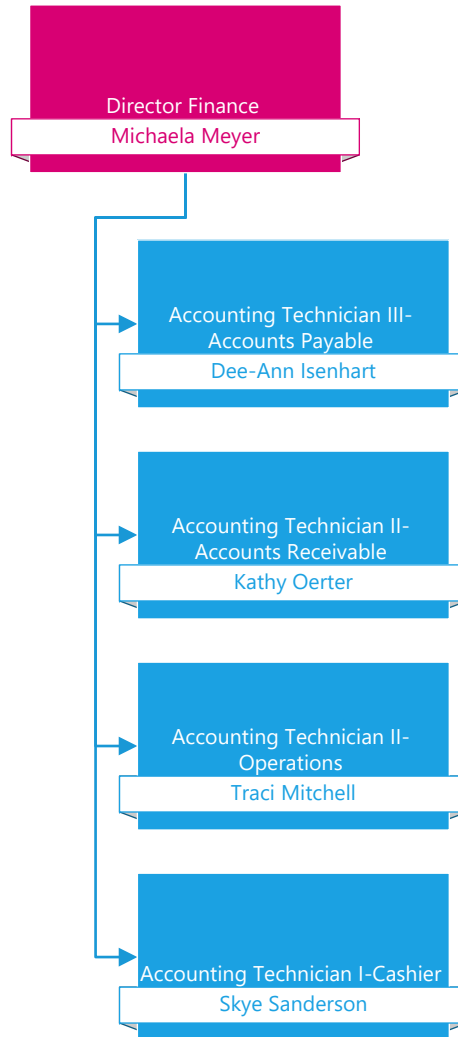 Director Finance
Michaela Meyer
Accounting Technician III-
Accounts Payable
Dee-Ann Isenhart
Accounting Technician II-
Accounts Receivable
Kathy Oerter
Accounting Technician II-
Operations
Traci Mitchell
Accounting Technician I-Cashier
Skye Sanderson